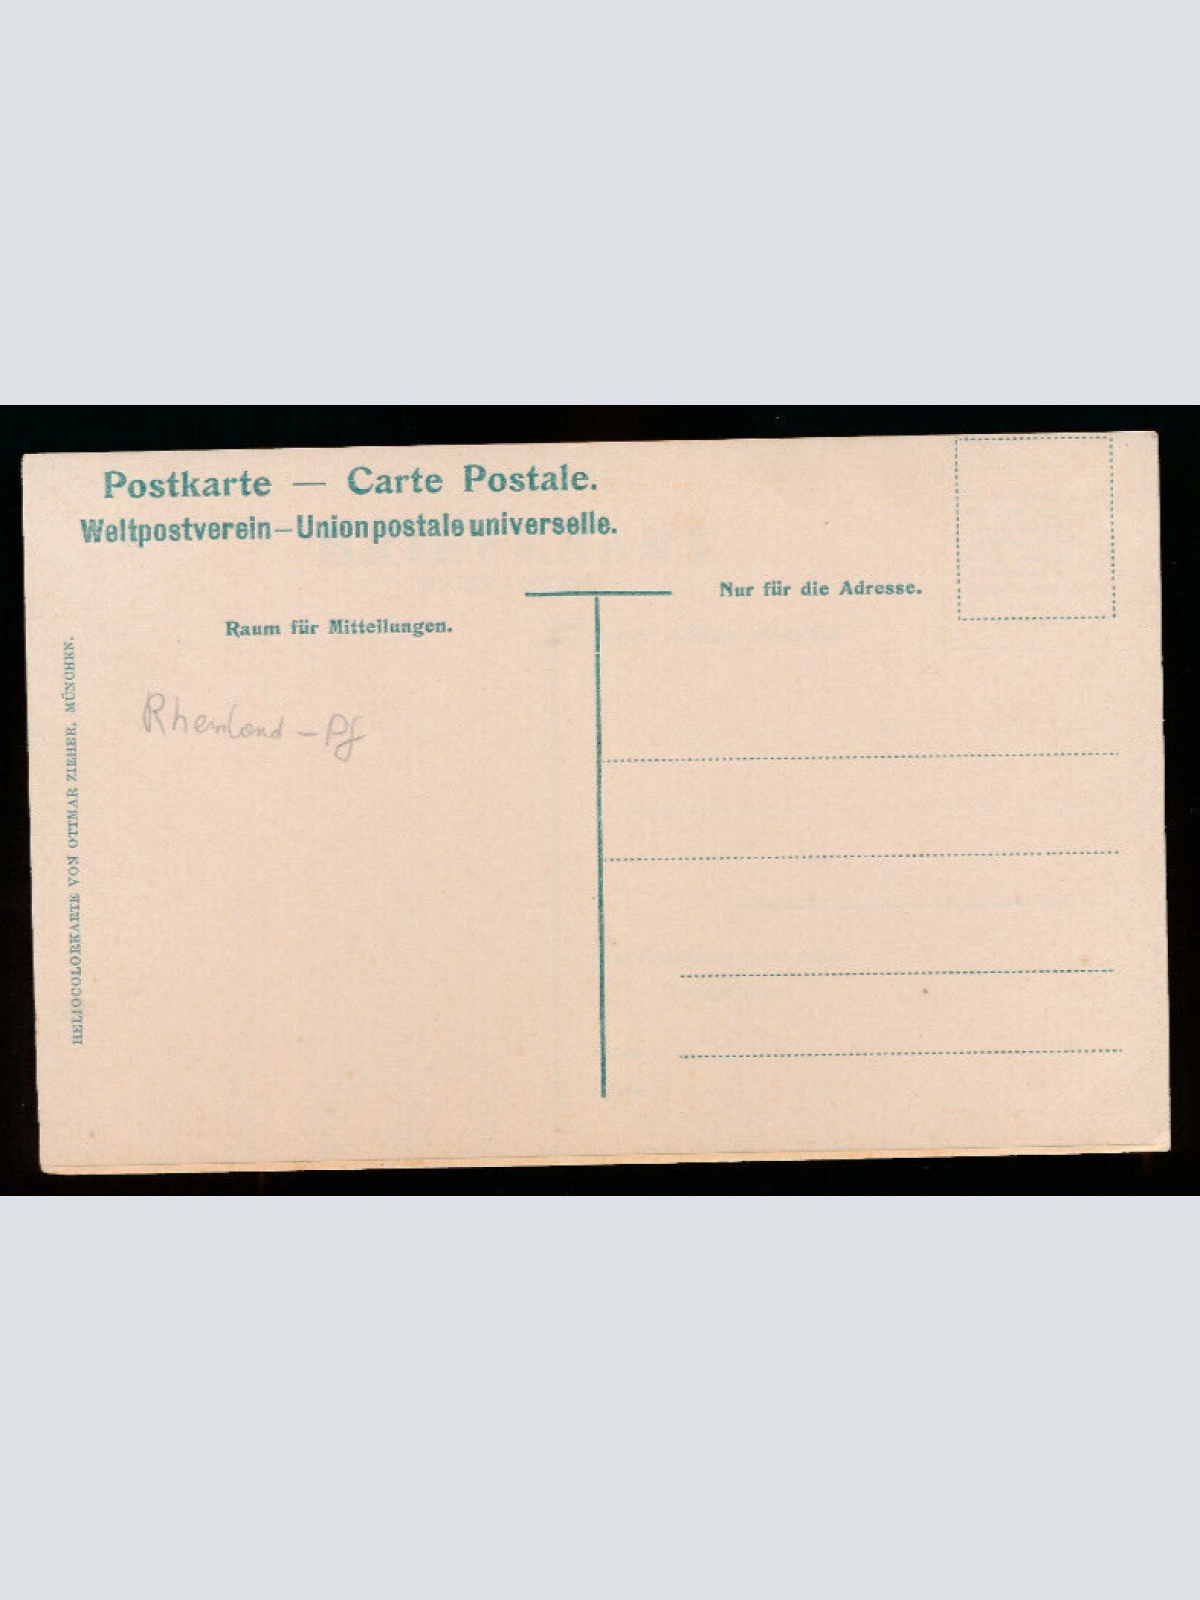 Postkarte — Carte Postale.
Weltpostverein—Union postale universelle.
Nur für die Adresse.
Raum für Mitteilungen.
Rheinland - Pf
HELIOCOLORKARTE VON OTTMAR ZIEHER, MÜNCHEN.